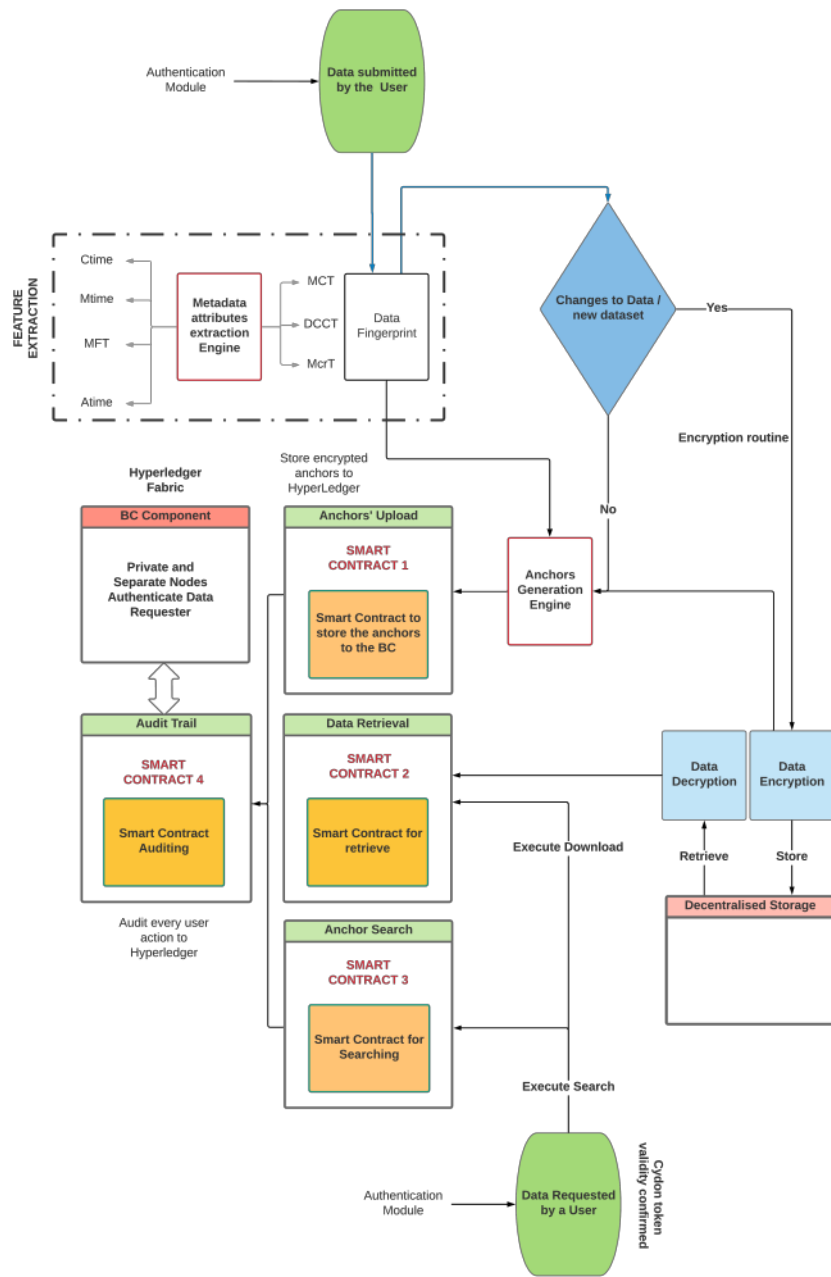 Authentication
Module
Data submitted
by the User
FEATURE
EXTRACTION
Ctime
Mtime
MFT
Atime
Metadata
attributes
extraction
Engine
MCT
DCCT
McrT
Data
Fingerprint
Changes to Data /
new dataset
Yes
No
Encryption routine
Hyperledger
Fabric
BC Component
Private and
Separate Nodes
Authenticate Data
Requester
Store encrypted
anchors to
HyperLedger
Anchors' Upload
SMART
CONTRACT 1
Smart Contract to
store the anchors
to the BC
Anchors
Generation
Engine
Audit Trail
SMART
CONTRACT 4
Smart Contract
Auditing
Audit every user
action to
Hyperledger
Data Retrieval
SMART
CONTRACT 2
Smart Contract for
retrieve
Data
Decryption
Data
Encryption
Retrieve
Store
Decentralised Storage
Execute Download
Anchor Search
SMART
CONTRACT 3
Smart Contract for
Searching
Execute Search
Authentication
Module
Data Requested
by a User
Cydon token
validity confirmed